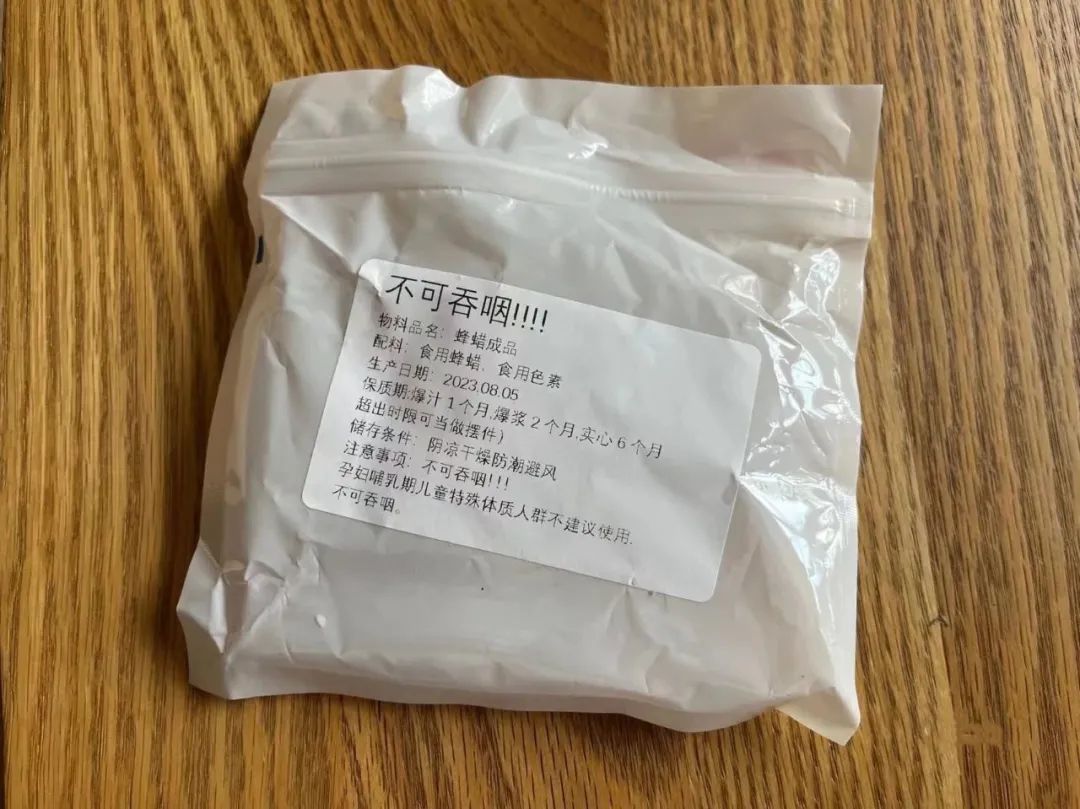 不可吞咽!!!!
物料品名：蜂蜡成品
配料：食用蜂蜡、食用色素
生产日期：2023.08.05
保质期:爆汁1个月,爆浆2个月,实心6个月
超出时限可当做摆件）
储存条件：阴凉干燥防潮避风
注意事项：不可吞咽!!!
孕妇哺乳期儿童特殊体质人群不建议使用.
不可吞咽。